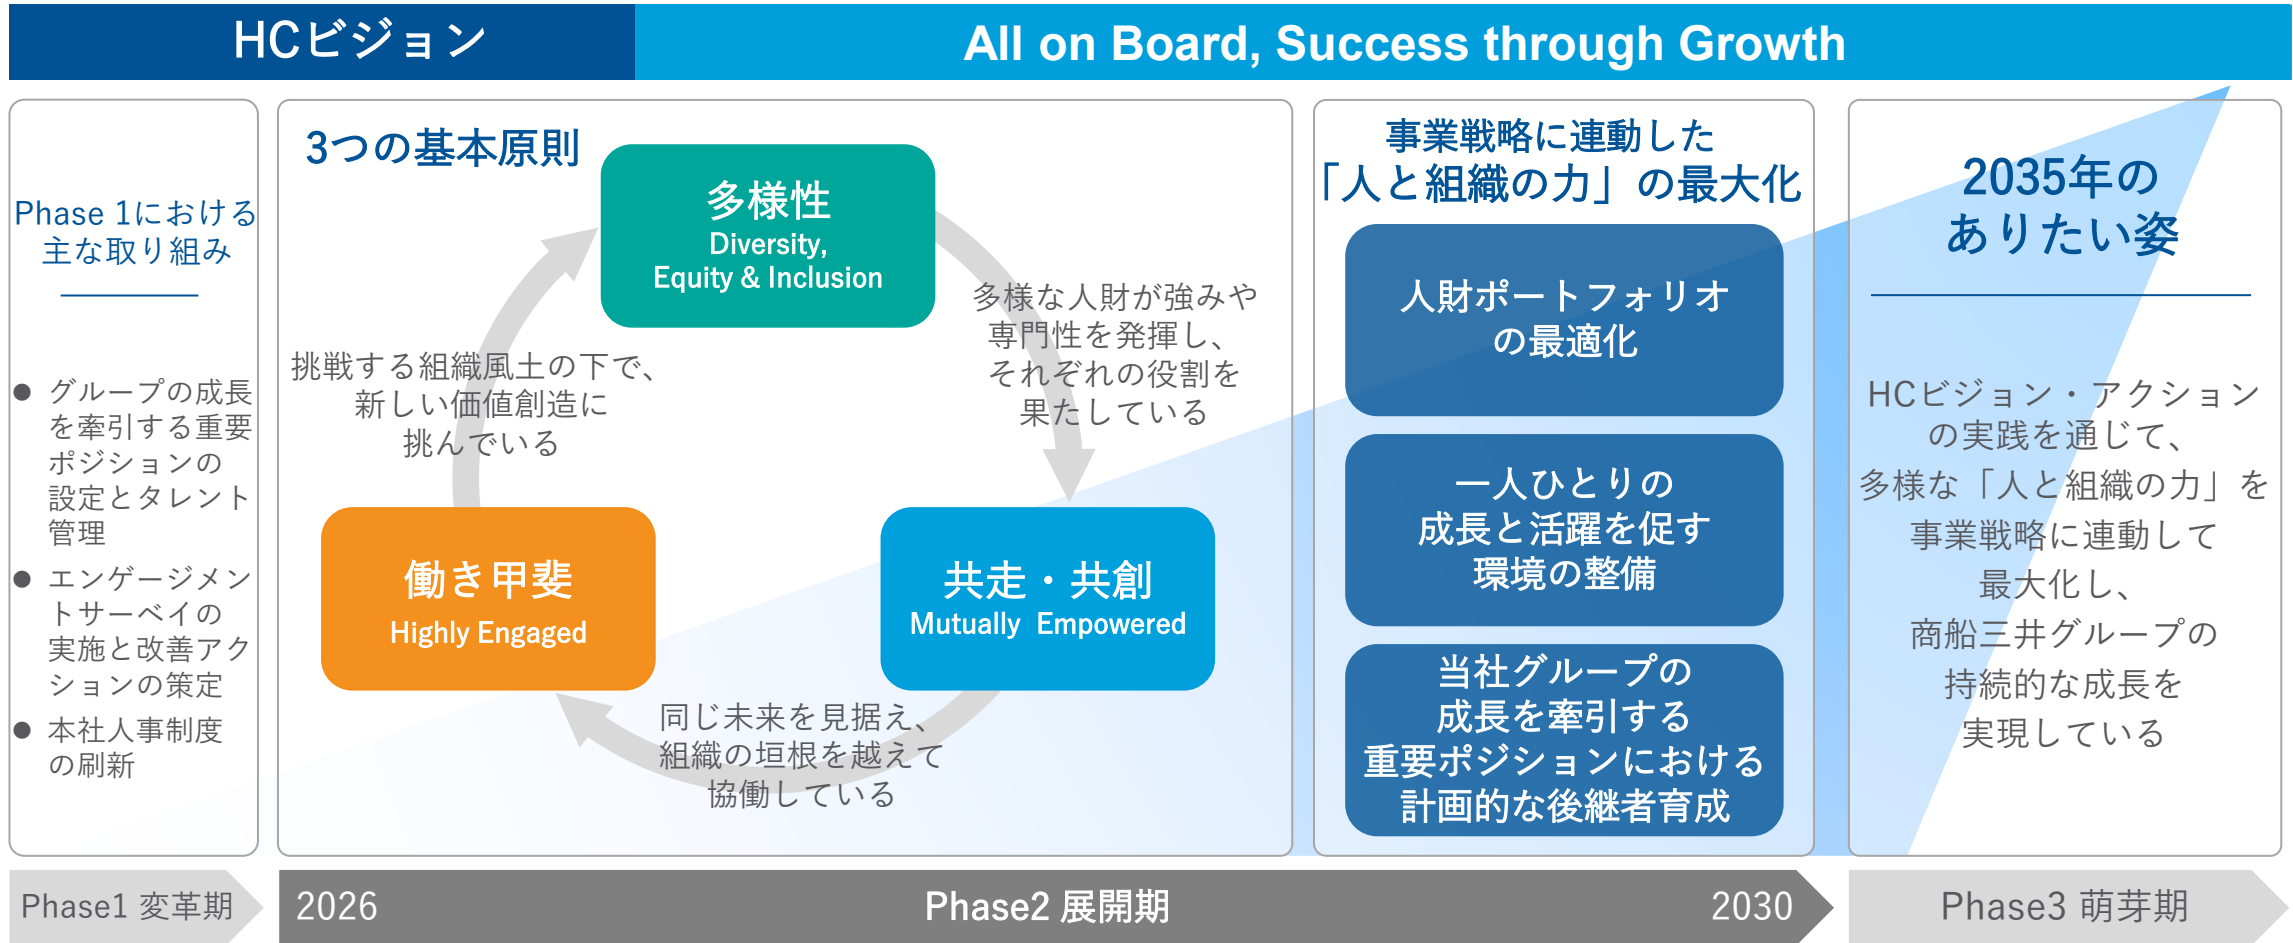 HCビジョン
All on Board, Success through Growth
Phase 1における
主な取り組み
● グループの成長
を牽引する重要
ポジションの
設定とタレント
管理
● エンゲージメン
トサーベイの
実施と改善アク
ションの策定
● 本社人事制度
の刷新
3つの基本原則
多様性
Diversity,
Equity & Inclusion
多様な人財が強みや
専門性を発揮し、
それぞれの役割を
果たしている
共走・共創
Mutually Empowered
同じ未来を見据え、
組織の垣根を越えて
協働している
働き甲斐
Highly Engaged
挑戦する組織風土の下で、
新しい価値創造に
挑んでいる
事業戦略に連動した
「人と組織の力」の最大化
人財ポートフォリオ
の最適化
一人ひとりの
成長と活躍を促す
環境の整備
当社グループの
成長を牽引する
重要ポジションにおける
計画的な後継者育成
2035年の
ありたい姿
HCビジョン・アクション
の実践を通じて、
多様な「人と組織の力」を
事業戦略に連動して
最大化し、
商船三井グループの
持続的な成長を
実現している
Phase1 変革期
2026
Phase2 展開期
2030
Phase3 萌芽期